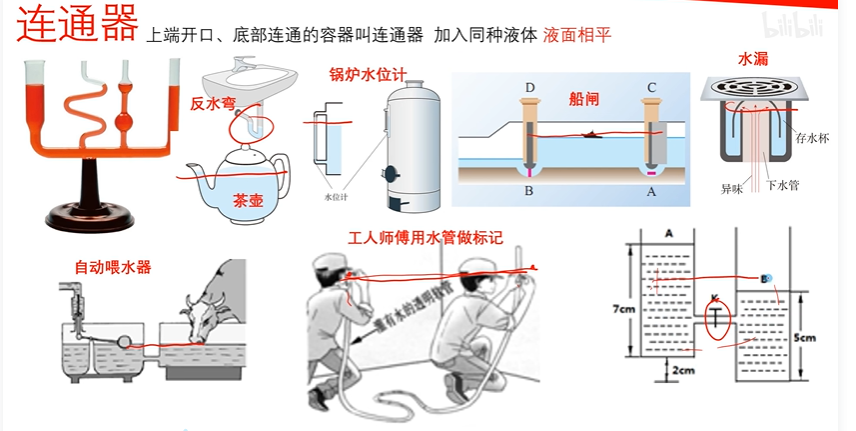 连通器 上端开口、底部连通的容器叫连通器 加入同种液体 液面相平
bilibili
反水弯
锅炉水位计
水位计
茶壶
船闸
D
C
B
A
水漏
存水杯
异味
下水管
自动喂水器
工人师傅用水管做标记
灌有水的透明软管
A
B
K
7cm
5cm
2cm